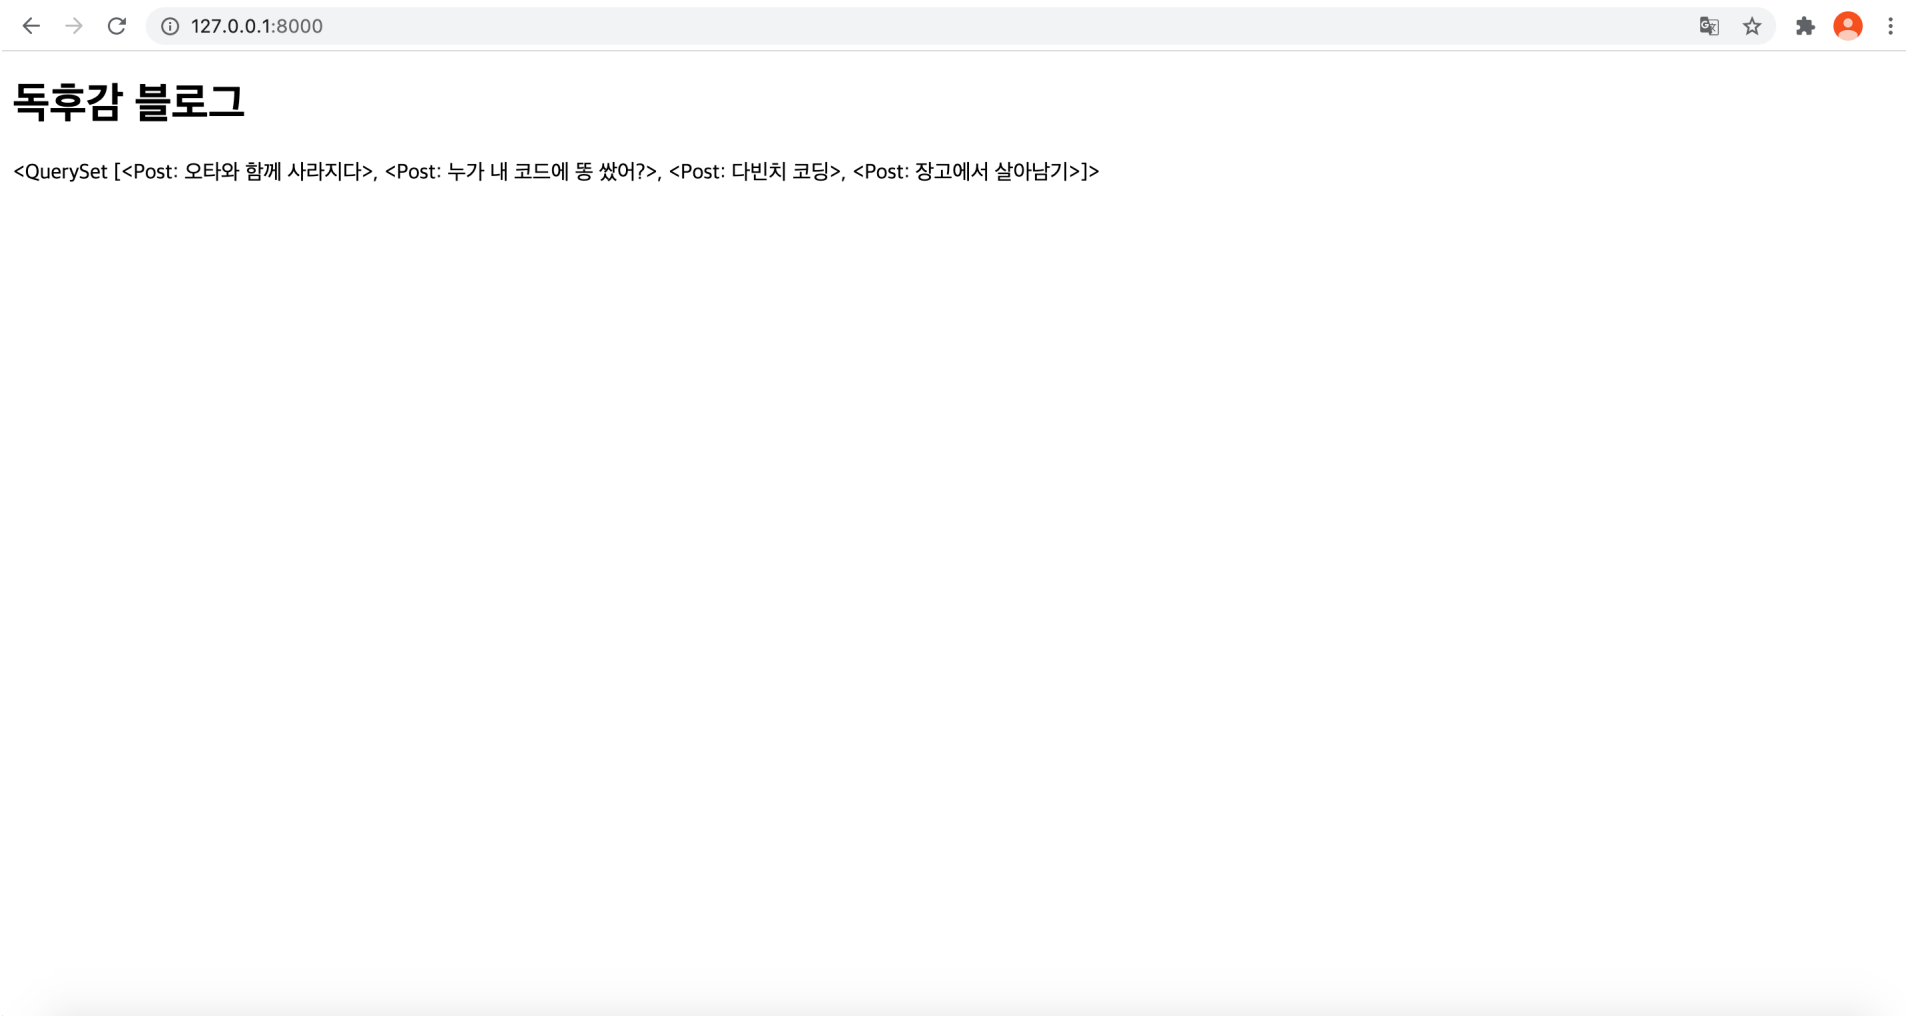 127.0.0.1:8000
독후감 블로그
<QuerySet [<Post: 오타와 함께 사라지다>, <Post: 누가 내 코드에 똥 쌌어?>, <Post: 다빈치 코딩>, <Post: 장고에서 살아남기>]>